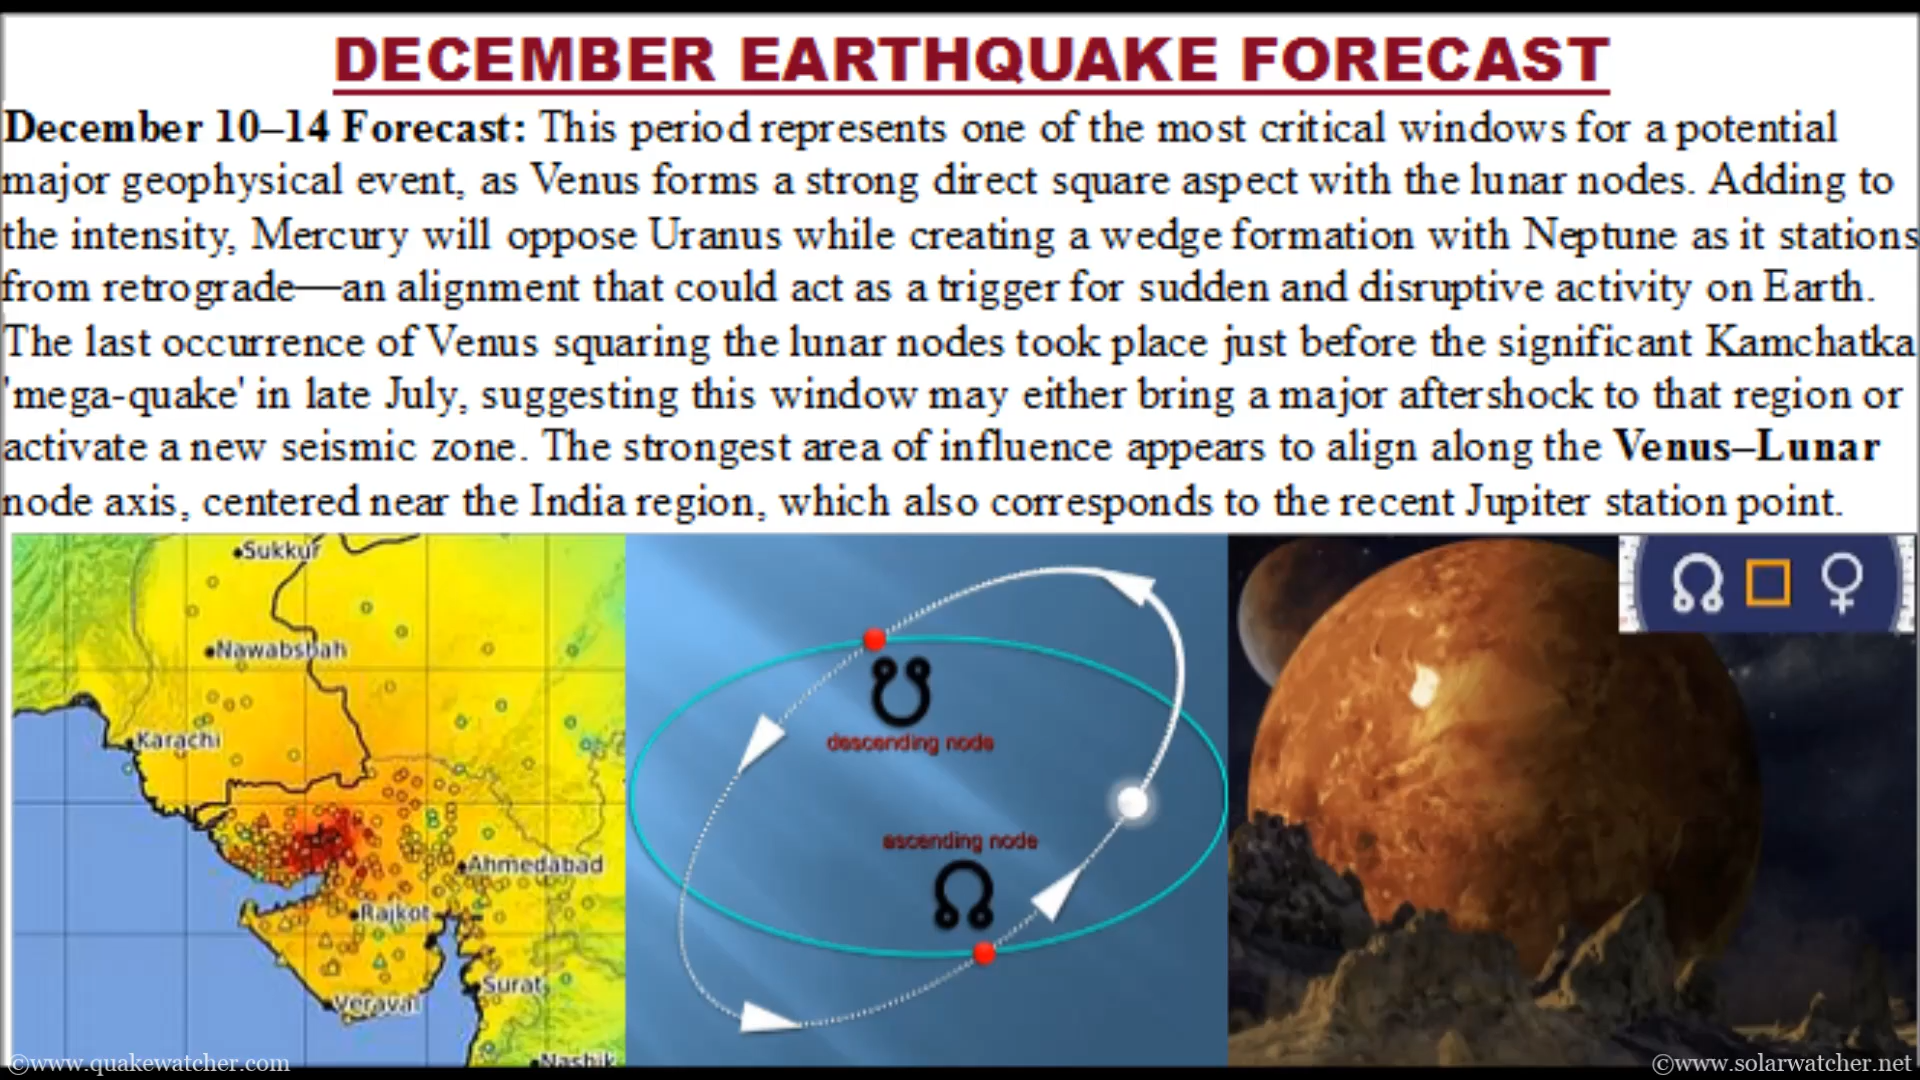 DECEMBER EARTHQUAKE FORECAST
December 10–14 Forecast: This period represents one of the most critical windows for a potential
major geophysical event, as Venus forms a strong direct square aspect with the lunar nodes. Adding to
the intensity, Mercury will oppose Uranus while creating a wedge formation with Neptune as it stations
from retrograde—an alignment that could act as a trigger for sudden and disruptive activity on Earth.
The last occurrence of Venus squaring the lunar nodes took place just before the significant Kamchatka
'mega-quake' in late July, suggesting this window may either bring a major aftershock to that region or
activate a new seismic zone. The strongest area of influence appears to align along the Venus–Lunar
node axis, centered near the India region, which also corresponds to the recent Jupiter station point.
Sukkur
Nawabshah
Karachi
Ahmedabad
Rajkot
Surat
Veraval
Nashik
descending node
ascending node
©www.quakewatcher.com
©www.solarwatcher.net